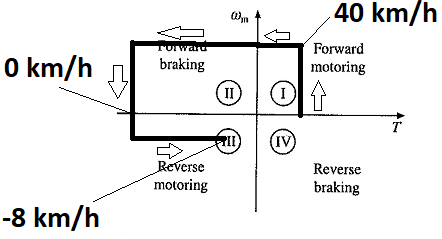 40 km/h
ωm
Forward
braking
Forward
motoring
0 km/h
II
I
T
III
IV
Reverse
motoring
Reverse
braking
-8 km/h